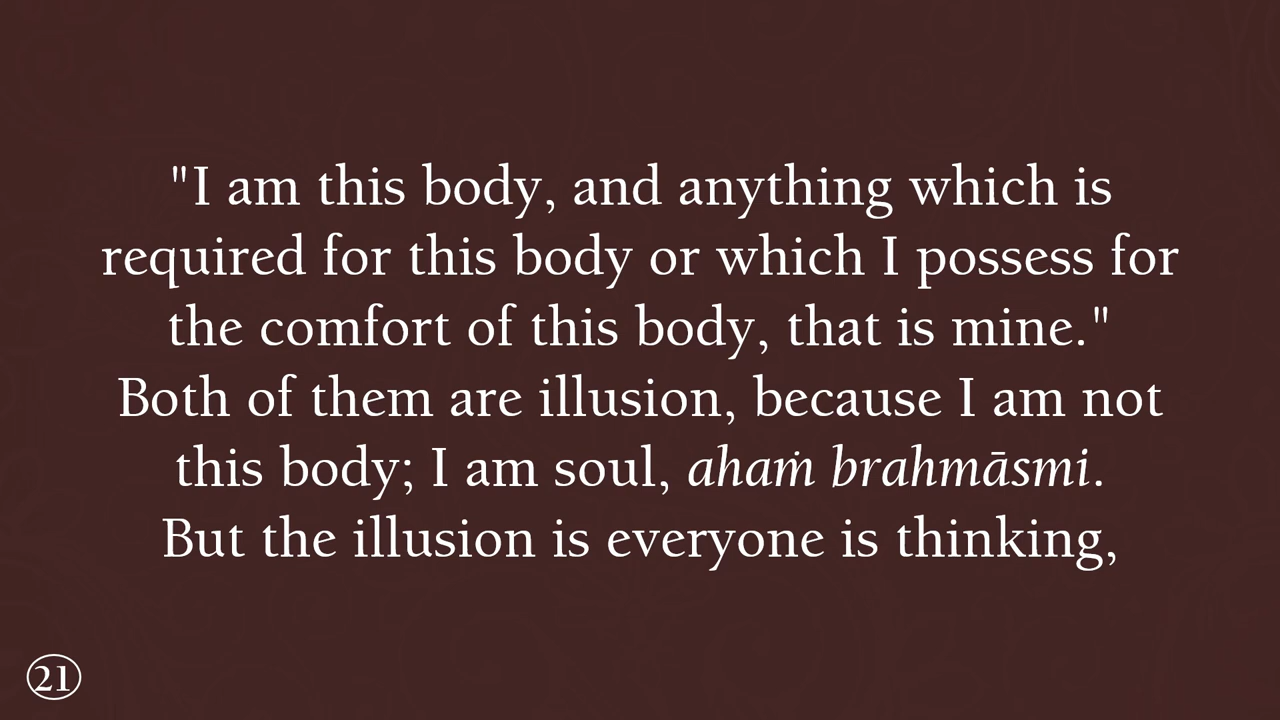 "I am this body, and anything which is
required for this body or which I possess for
the comfort of this body, that is mine."
Both of them are illusion, because I am not
this body; I am soul, ahaṁ brahmāsmi.
But the illusion is everyone is thinking,
21